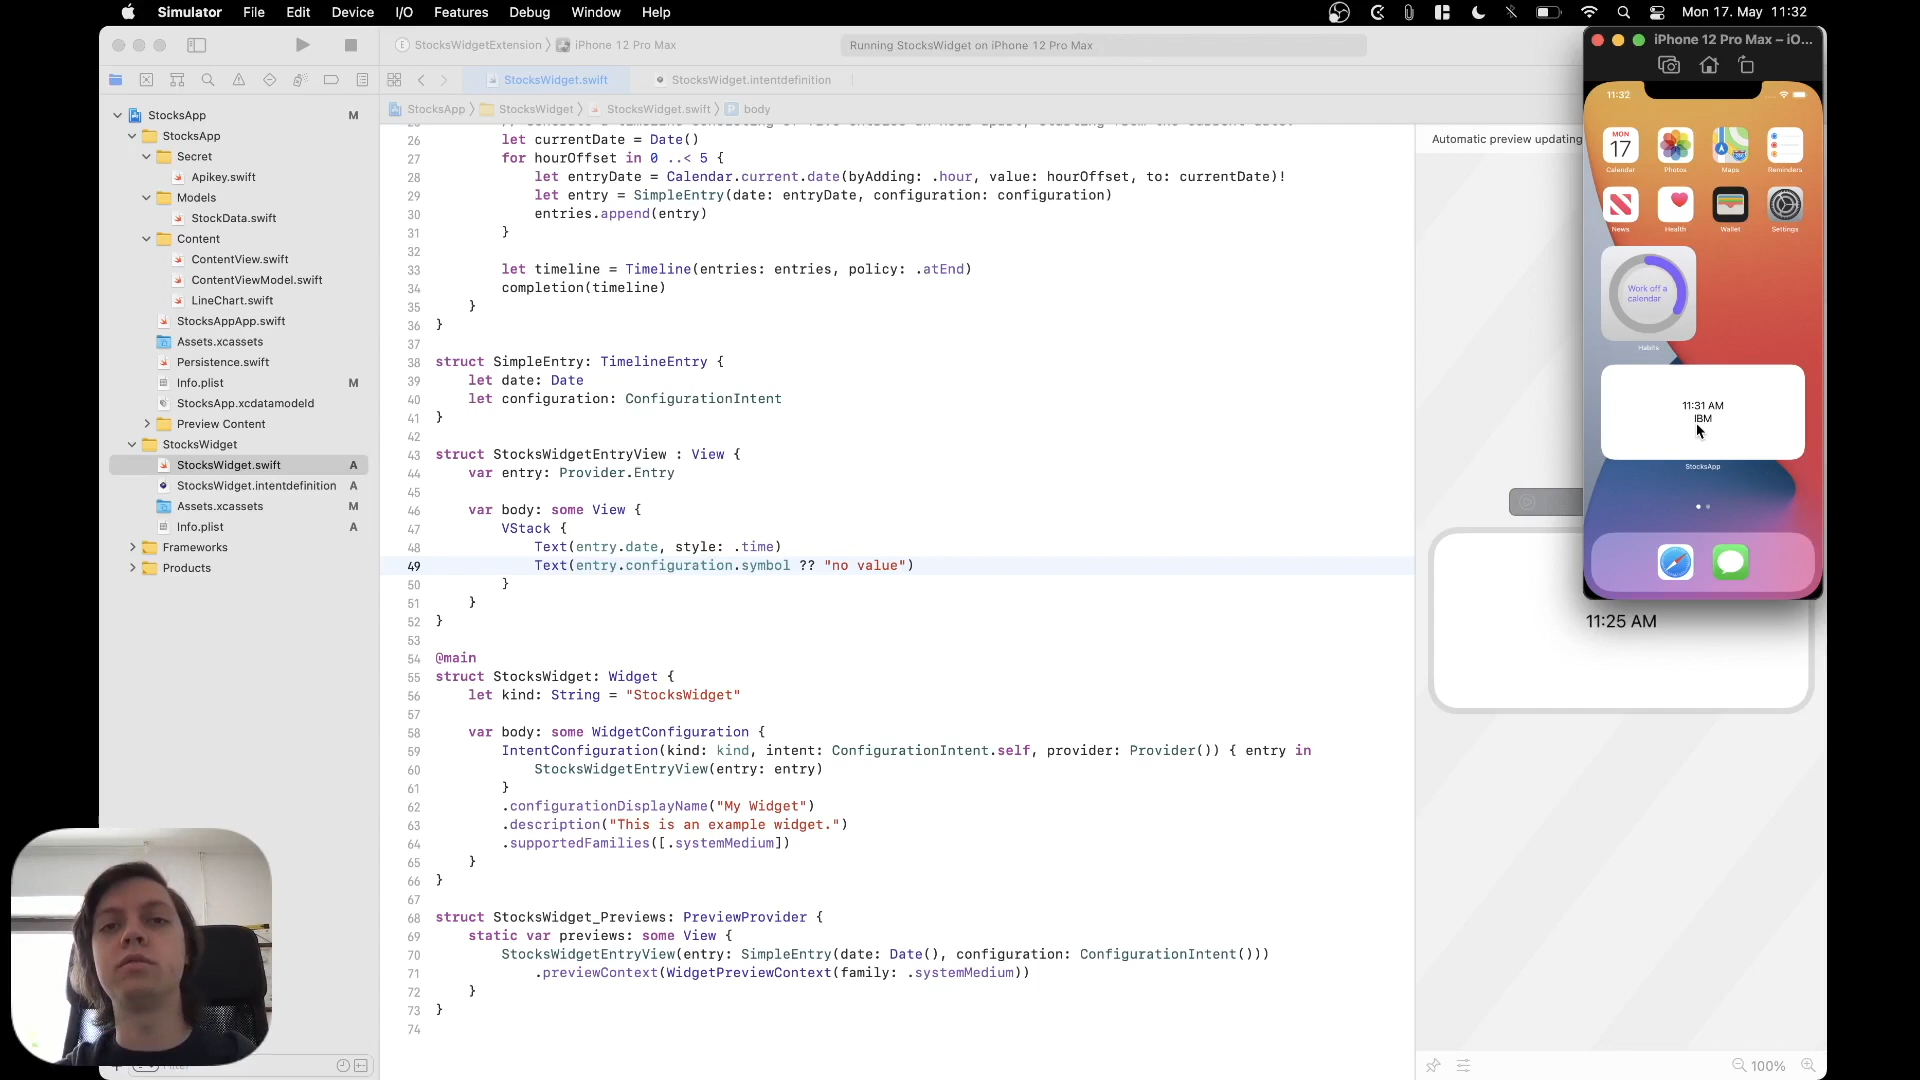 Simulator File Edit Device I/O Features Debug Window Help Mon 17. May 11:32
StocksWidgetExtension iPhone 12 Pro Max Running StocksWidget on iPhone 12 Pro Max
StocksWidget.swift StocksWidget.intentdefinition
StocksApp StocksWidget StocksWidget.swift body
StocksApp M
StocksApp
Secret
Apikey.swift
Models
StockData.swift
Content
ContentView.swift
ContentViewModel.swift
LineChart.swift
StocksAppApp.swift
Assets.xcassets
Persistence.swift
Info.plist M
StocksApp.xcdatamodeld
Preview Content
StocksWidget
StocksWidget.swift A
StocksWidget.intentdefinition A
Assets.xcassets M
Info.plist A
Frameworks
Products
26 let currentDate = Date()
27 for hourOffset in 0 ..< 5 {
28 let entryDate = Calendar.current.date(byAdding: .hour, value: hourOffset, to: currentDate)!
29 let entry = SimpleEntry(date: entryDate, configuration: configuration)
30 entries.append(entry)
31 }
32
33 let timeline = Timeline(entries: entries, policy: .atEnd)
34 completion(timeline)
35 }
36 }
37
38 struct SimpleEntry: TimelineEntry {
39 let date: Date
40 let configuration: ConfigurationIntent
41 }
42
43 struct StocksWidgetEntryView : View {
44 var entry: Provider.Entry
45
46 var body: some View {
47 VStack {
48 Text(entry.date, style: .time)
49 Text(entry.configuration.symbol ?? "no value")
50 }
51 }
52 }
53
54 @main
55 struct StocksWidget: Widget {
56 let kind: String = "StocksWidget"
57
58 var body: some WidgetConfiguration {
59 IntentConfiguration(kind: kind, intent: ConfigurationIntent.self, provider: Provider()) { entry in
60 StocksWidgetEntryView(entry: entry)
61 }
62 .configurationDisplayName("My Widget")
63 .description("This is an example widget.")
64 .supportedFamilies([.systemMedium])
65 }
66 }
67
68 struct StocksWidget_Previews: PreviewProvider {
69 static var previews: some View {
70 StocksWidgetEntryView(entry: SimpleEntry(date: Date(), configuration: ConfigurationIntent()))
71 .previewContext(WidgetPreviewContext(family: .systemMedium))
72 }
73 }
74
Automatic preview updating
iPhone 12 Pro Max – iO...
11:32
MON
17
Calendar Photos Maps Reminders
News Health Wallet Settings
Work off a
calendar
Habits
11:31 AM
IBM
StocksApp
11:25 AM
100%